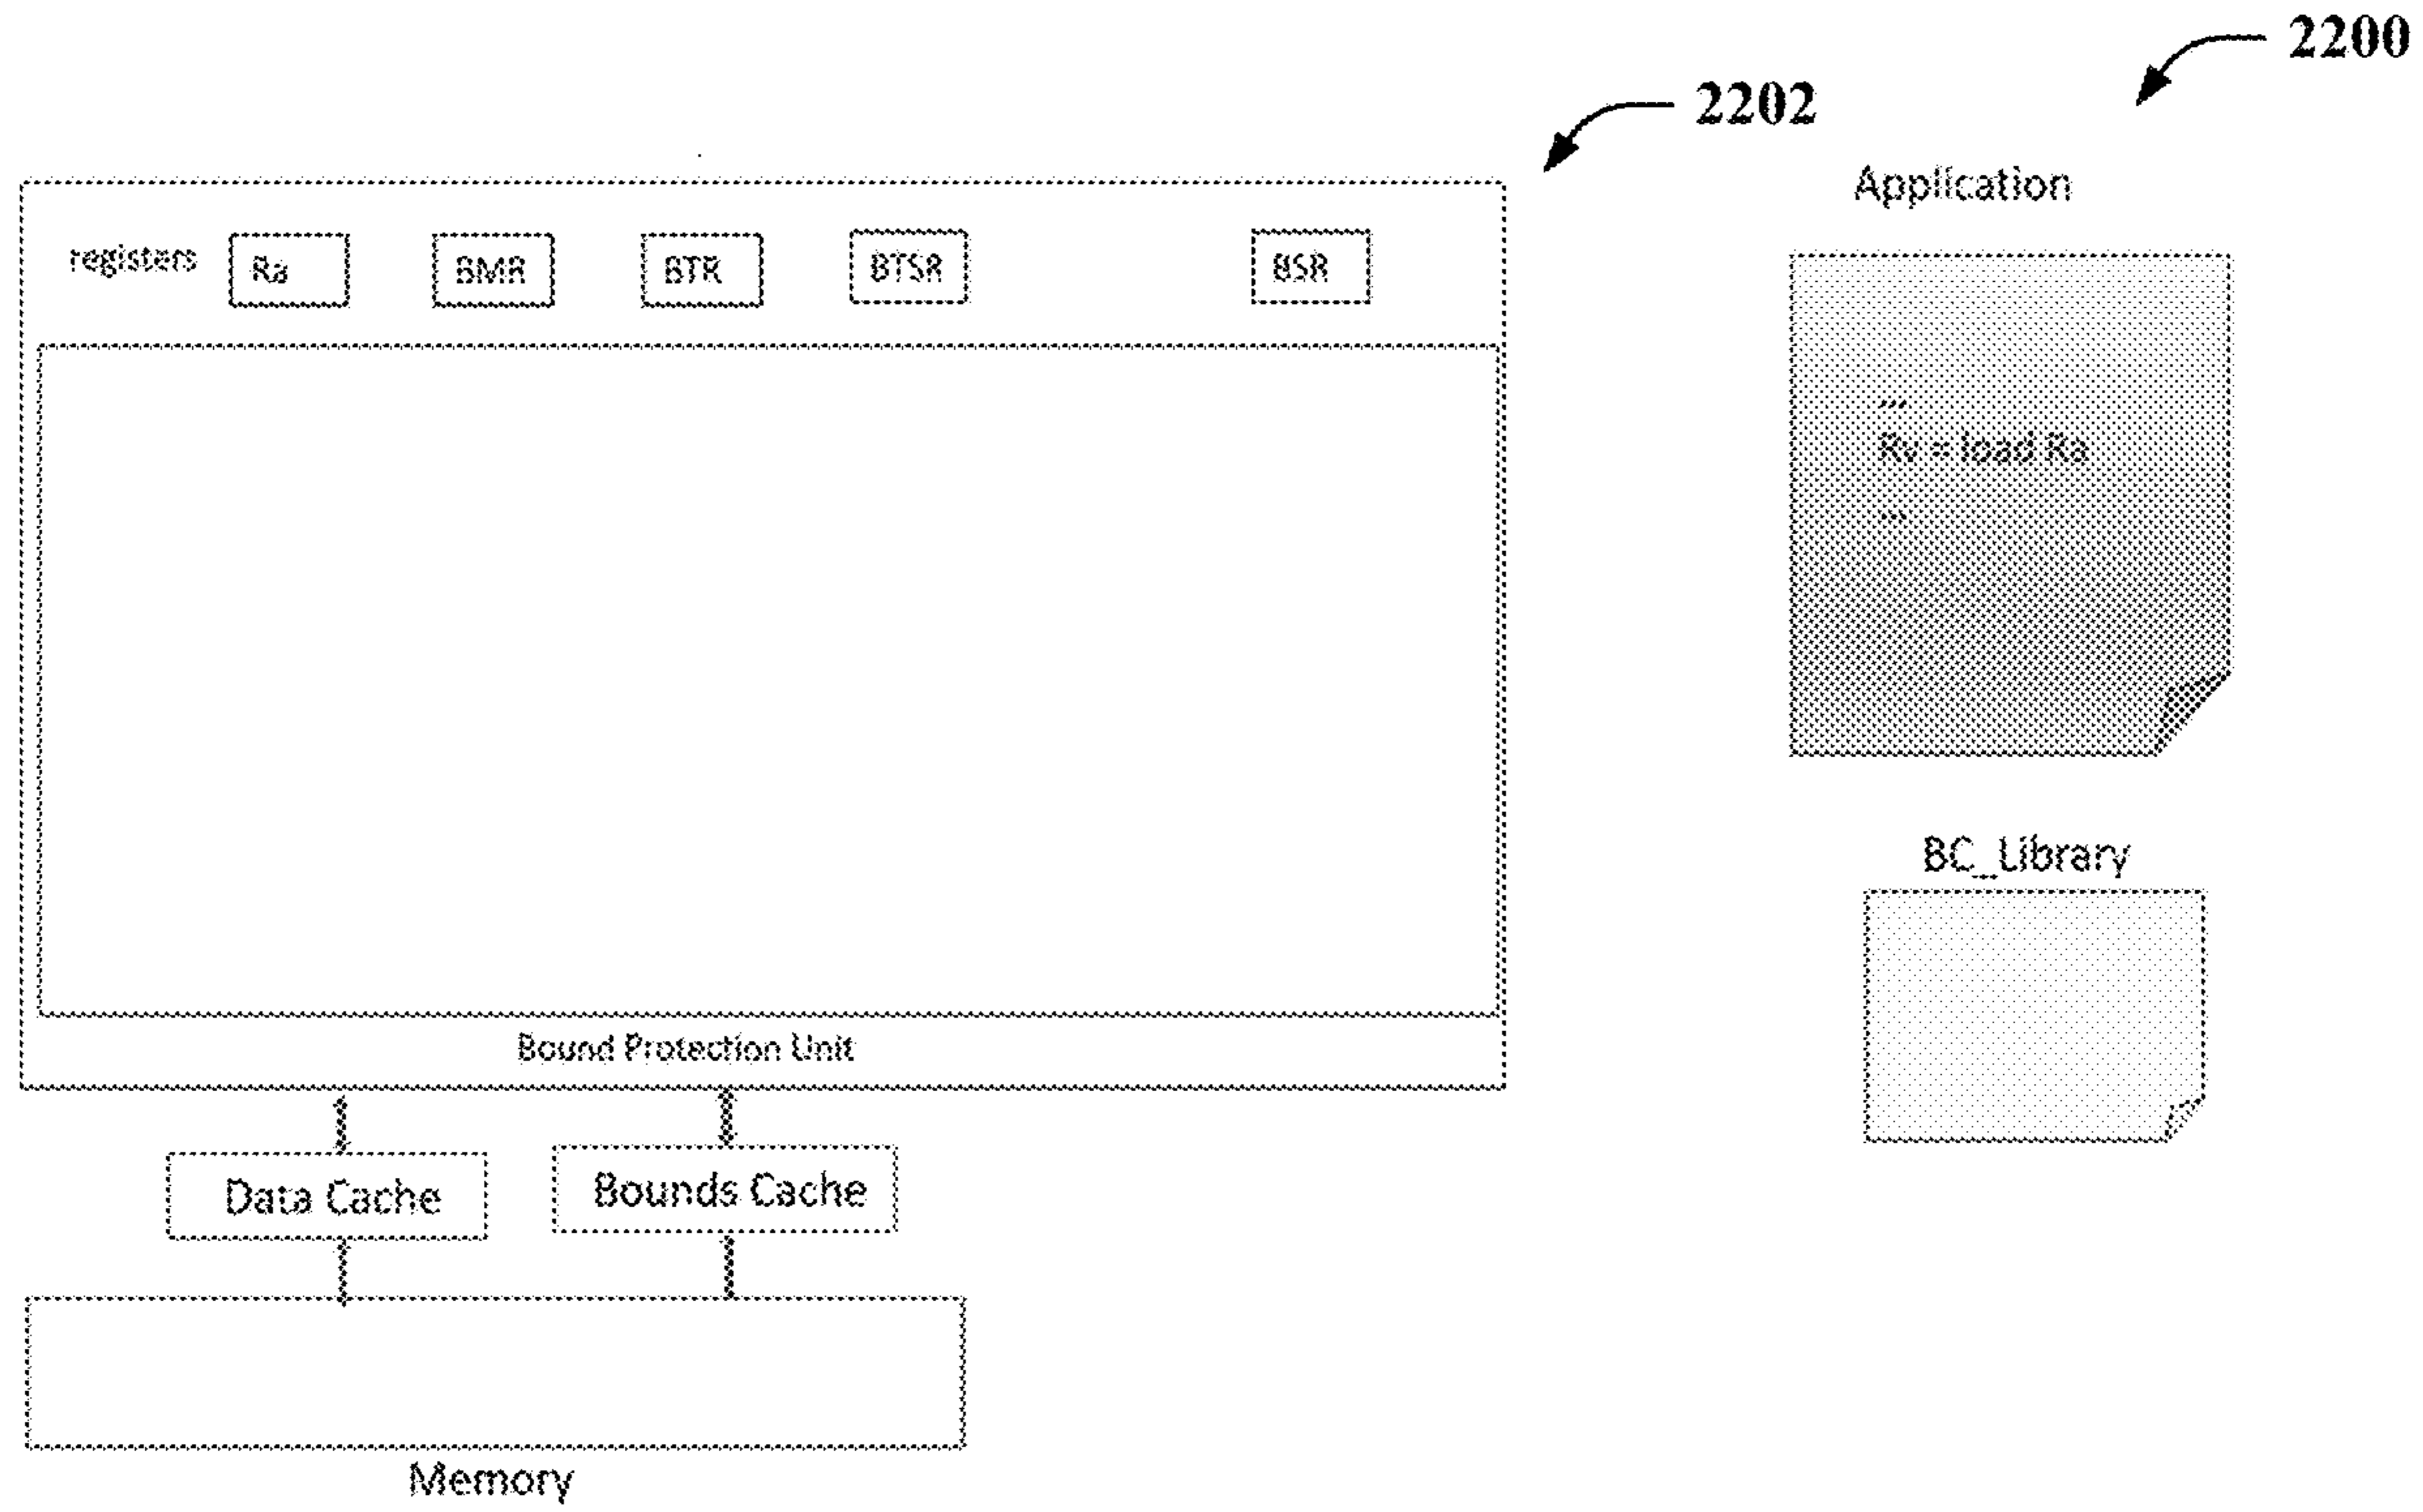 2200
2202
Application
registers Ra BMR BTR BTSR BSR
...
Rv = load Ra
...
Bound Protection Unit
BC_Library
Data Cache Bounds Cache
Memory